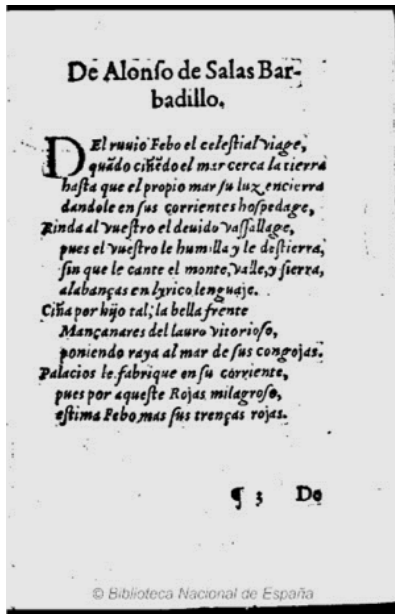 De Alonſo de Salas Bar-
badillo.
DEl ruuio Febo el celeſtial viage,
quãdo ciñẽdo el mar cerca la tierra
haſta que el propio mar ſu luz encierra
dandole en ſus corrientes hoſpedage,
Rinda al vueſtro el deuido vaſſallage,
pues el vueſtro le humilla y le deſtierra,
ſin que le cante el monte, valle, y ſierra,
alabanças en lyrico lenguaje.
Ciña por hijo tal; la bella frente
Mançanares del lauro vitorioſo,
poniendo raya al mar de ſus congojas.
Palacios le fabrique en ſu corriente,
pues por aqueſte Rojas milagroſo,
eſtima Febo, mas ſus trenças rojas.
¶ 3 De
© Biblioteca Nacional de España